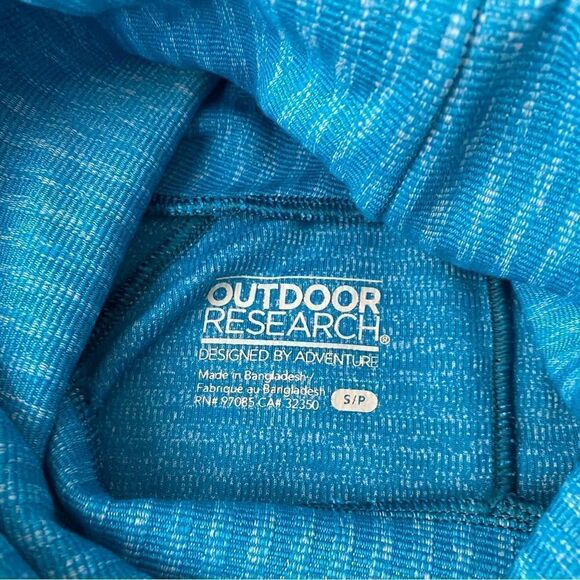 OUTDOOR
RESEARCH®
DESIGNED BY ADVENTURE
Made in Bangladesh/
Fabriqué au Bangladesh
RN# 97085 CA# 32350
S/P